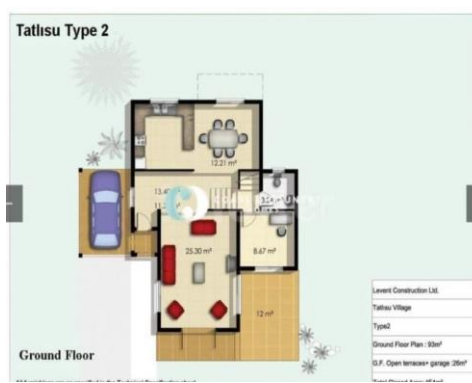 Tatlısu Type 2
12.21 m²
25.30 m²
8.67 m²
12 m²
Ground Floor
Levent Construction Ltd.
Tatlisu Village
Type2
Ground Floor Plan : 93m²
G.F. Open terraces+ garage :26m²